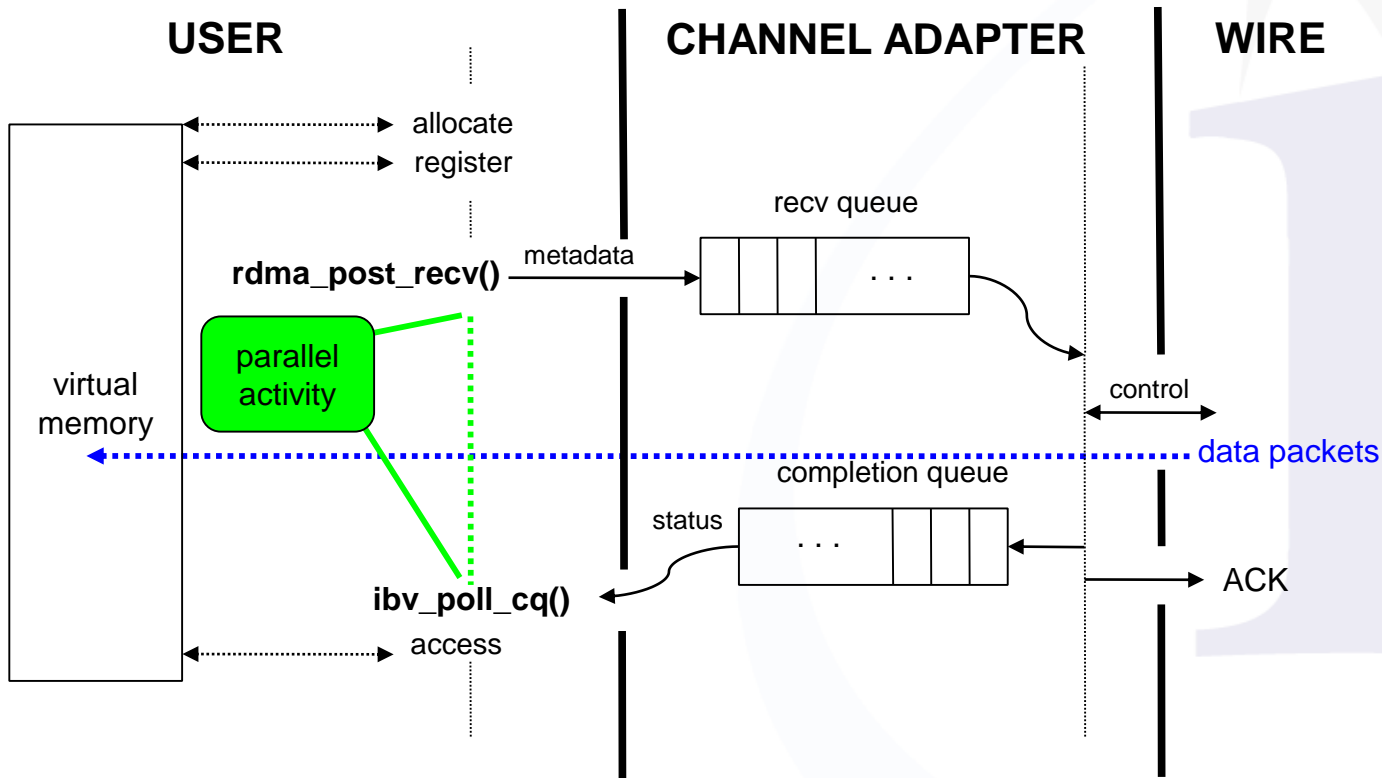 USER
CHANNEL ADAPTER
WIRE
allocate
register
recv queue
metadata
rdma_post_recv()
. . .
parallel
activity
virtual
memory
control
data packets
completion queue
status
. . .
ACK
ibv_poll_cq()
access